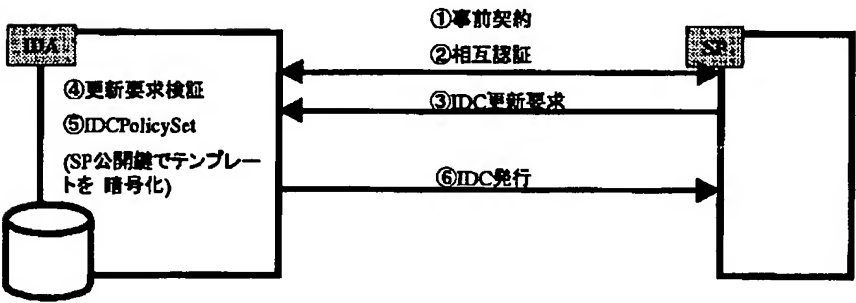 ①事前契約
IDA
SP
②相互認証
④更新要求検証
③IDC更新要求
⑤IDCPolicySet
(SP公開鍵でテンプレー
トを 暗号化)
⑥IDC発行